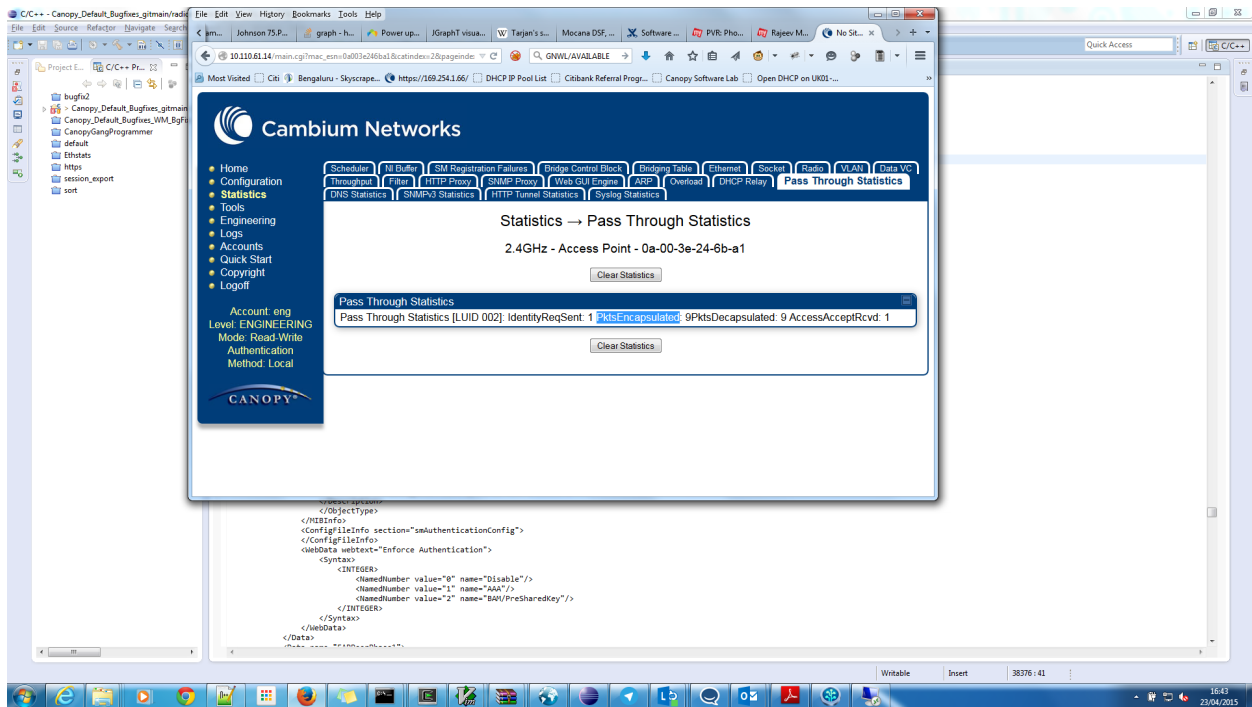 C/C++ - Canopy_Default_Bugfixes_gitmain/radio
File Edit Source Refactor Navigate Search
Quick Access
C/C++
Project E...
C/C++ Pr...
bugfix2
> Canopy_Default_Bugfixes_gitmain
Canopy_Default_Bugfixes_WM_BgFi
CanopyGangProgrammer
default
Ethstats
https
session_export
sort
File Edit View History Bookmarks Tools Help
Johnson 75.P...
graph - h...
Power up...
JGraphT visua...
Tarjan's s...
Mocana DSF, ...
Software ...
PVR: Pho...
Rajeev M...
No Sit...
10.110.61.14/main.cgi?mac_esn=0a003e246ba1&catindex=2&pageindex
GNWL/AVAILABLE
Most Visited
Citi
Bengaluru - Skyscrape...
https://169.254.1.66/
DHCP IP Pool List
Citibank Referral Progr...
Canopy Software Lab
Open DHCP on UK01-...
Cambium Networks
Home
Configuration
Statistics
Tools
Engineering
Logs
Accounts
Quick Start
Copyright
Logoff
Account: eng
Level: ENGINEERING
Mode: Read-Write
Authentication
Method: Local
CANOPY
Scheduler NI Buffer SM Registration Failures Bridge Control Block Bridging Table Ethernet Socket Radio VLAN Data VC
Throughput Filter HTTP Proxy SNMP Proxy Web GUI Engine ARP Overload DHCP Relay Pass Through Statistics
DNS Statistics SNMPv3 Statistics HTTP Tunnel Statistics Syslog Statistics
Statistics → Pass Through Statistics
2.4GHz - Access Point - 0a-00-3e-24-6b-a1
Clear Statistics
Pass Through Statistics
Pass Through Statistics [LUID 002]: IdentityReqSent: 1 PktsEncapsulated: 9PktsDecapsulated: 9 AccessAcceptRcvd: 1
Clear Statistics
</Description>
</ObjectType>
</MIBInfo>
<ConfigFileInfo section="smAuthenticationConfig">
</ConfigFileInfo>
<WebData webtext="Enforce Authentication">
<Syntax>
<INTEGER>
<NamedNumber value="0" name="Disable"/>
<NamedNumber value="1" name="AAA"/>
<NamedNumber value="2" name="BAM/PreSharedKey"/>
</INTEGER>
</Syntax>
</WebData>
</Data>
Writable
Insert
38376 : 41
16:43
23/04/2015